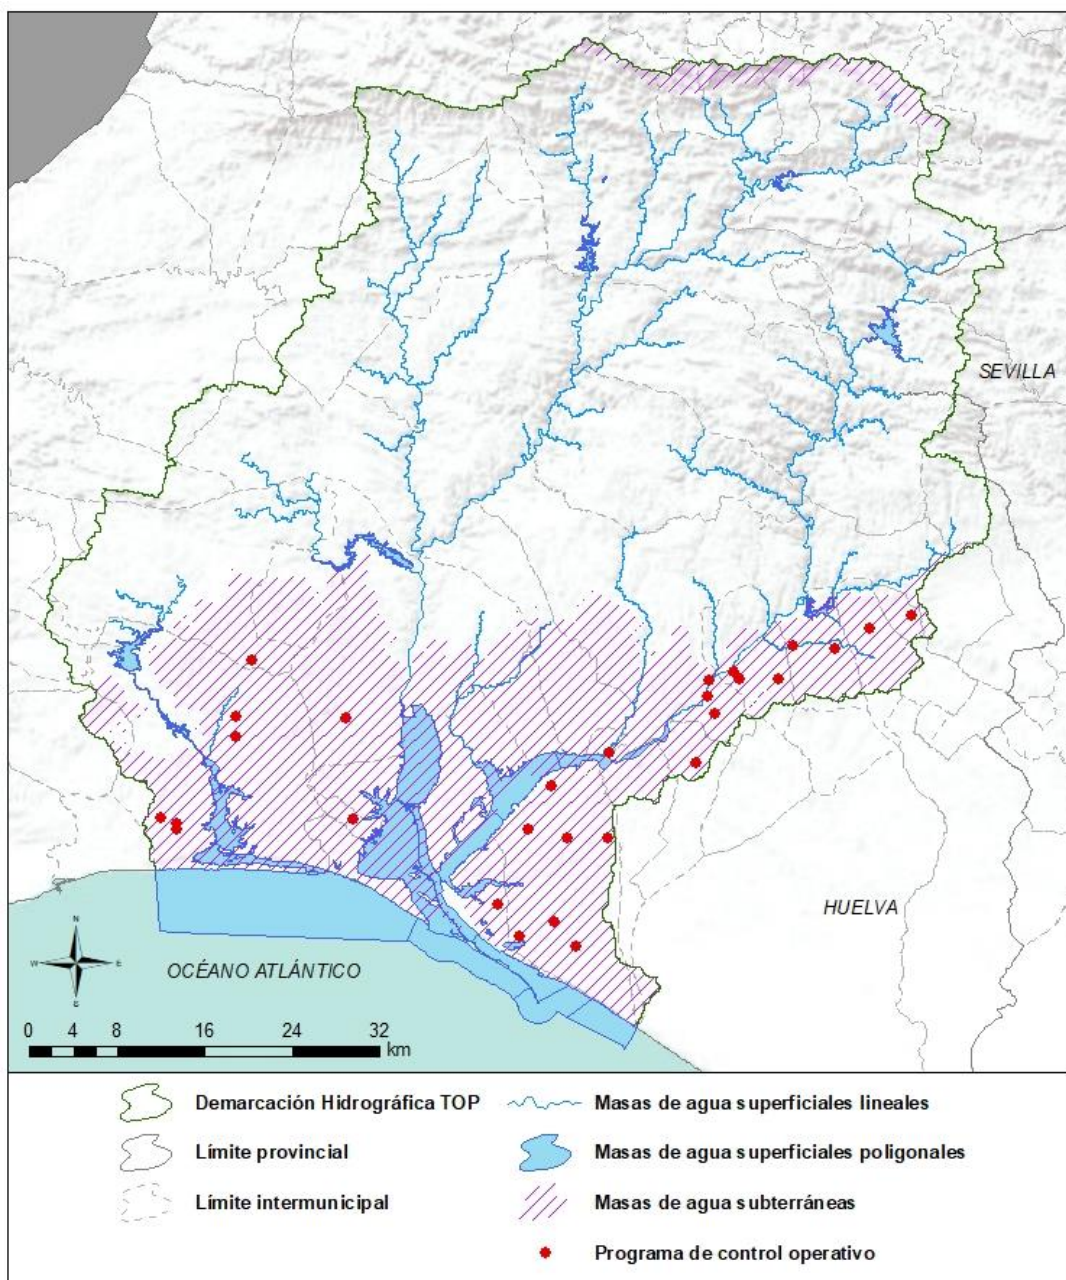 SEVILLA
HUELVA
N
W E
S
OCÉANO ATLÁNTICO
0 4 8 16 24 32
km
Demarcación Hidrográfica TOP
Masas de agua superficiales lineales
Límite provincial
Masas de agua superficiales poligonales
Límite intermunicipal
Masas de agua subterráneas
Programa de control operativo